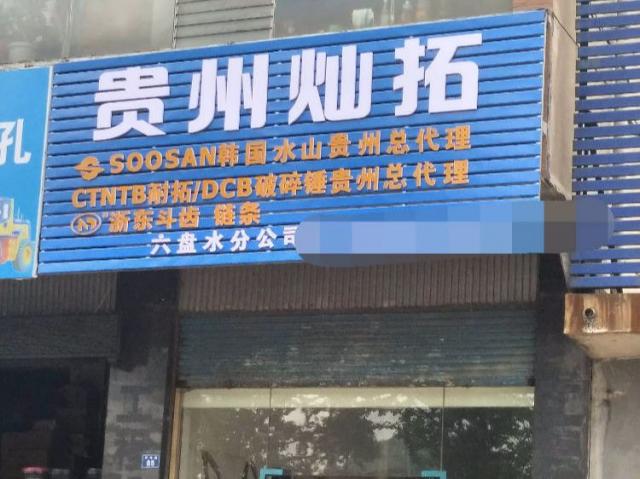 贵州灿拓
SOOSAN韩国水山贵州总代理
CTNTB耐拓/DCB破碎锤贵州总代理
浙东斗齿 链条
六盘水分公司
孔